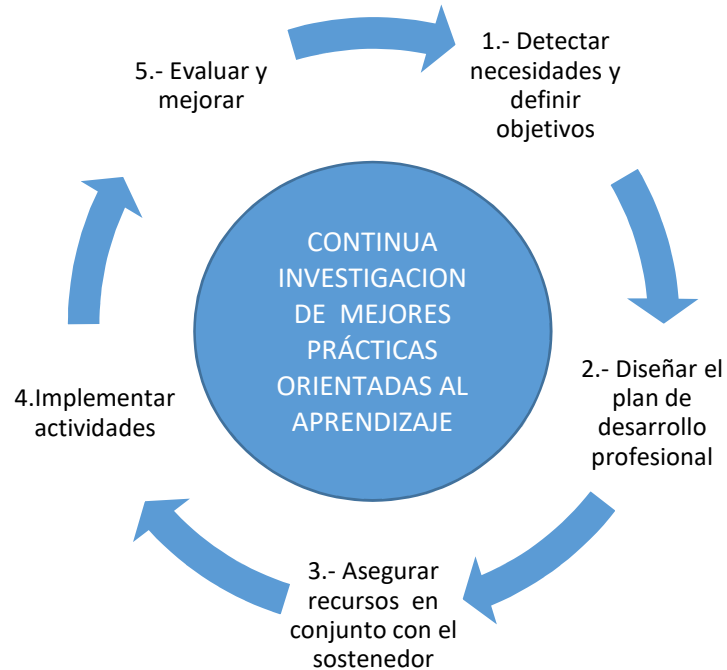 1.- Detectar
necesidades y
definir
objetivos
2.- Diseñar el
plan de
desarrollo
profesional
3.- Asegurar
recursos en
conjunto con el
sostenedor
4.Implementar
actividades
5.- Evaluar y
mejorar
CONTINUA
INVESTIGACION
DE MEJORES
PRÁCTICAS
ORIENTADAS AL
APRENDIZAJE